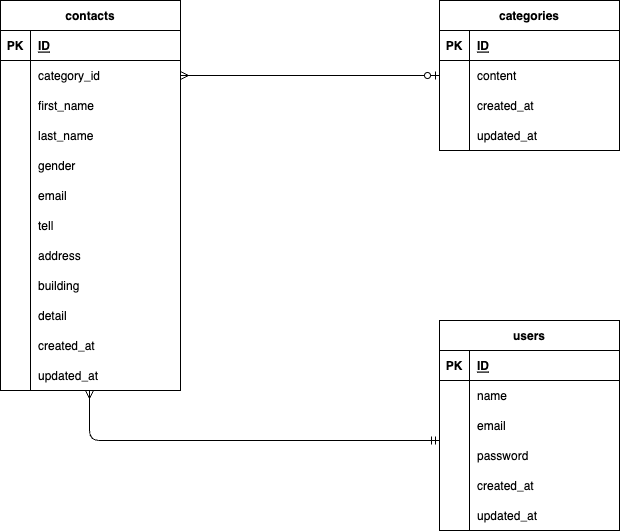 contacts
PK ID
category_id
first_name
last_name
gender
email
tell
address
building
detail
created_at
updated_at
categories
PK ID
content
created_at
updated_at
users
PK ID
name
email
password
created_at
updated_at